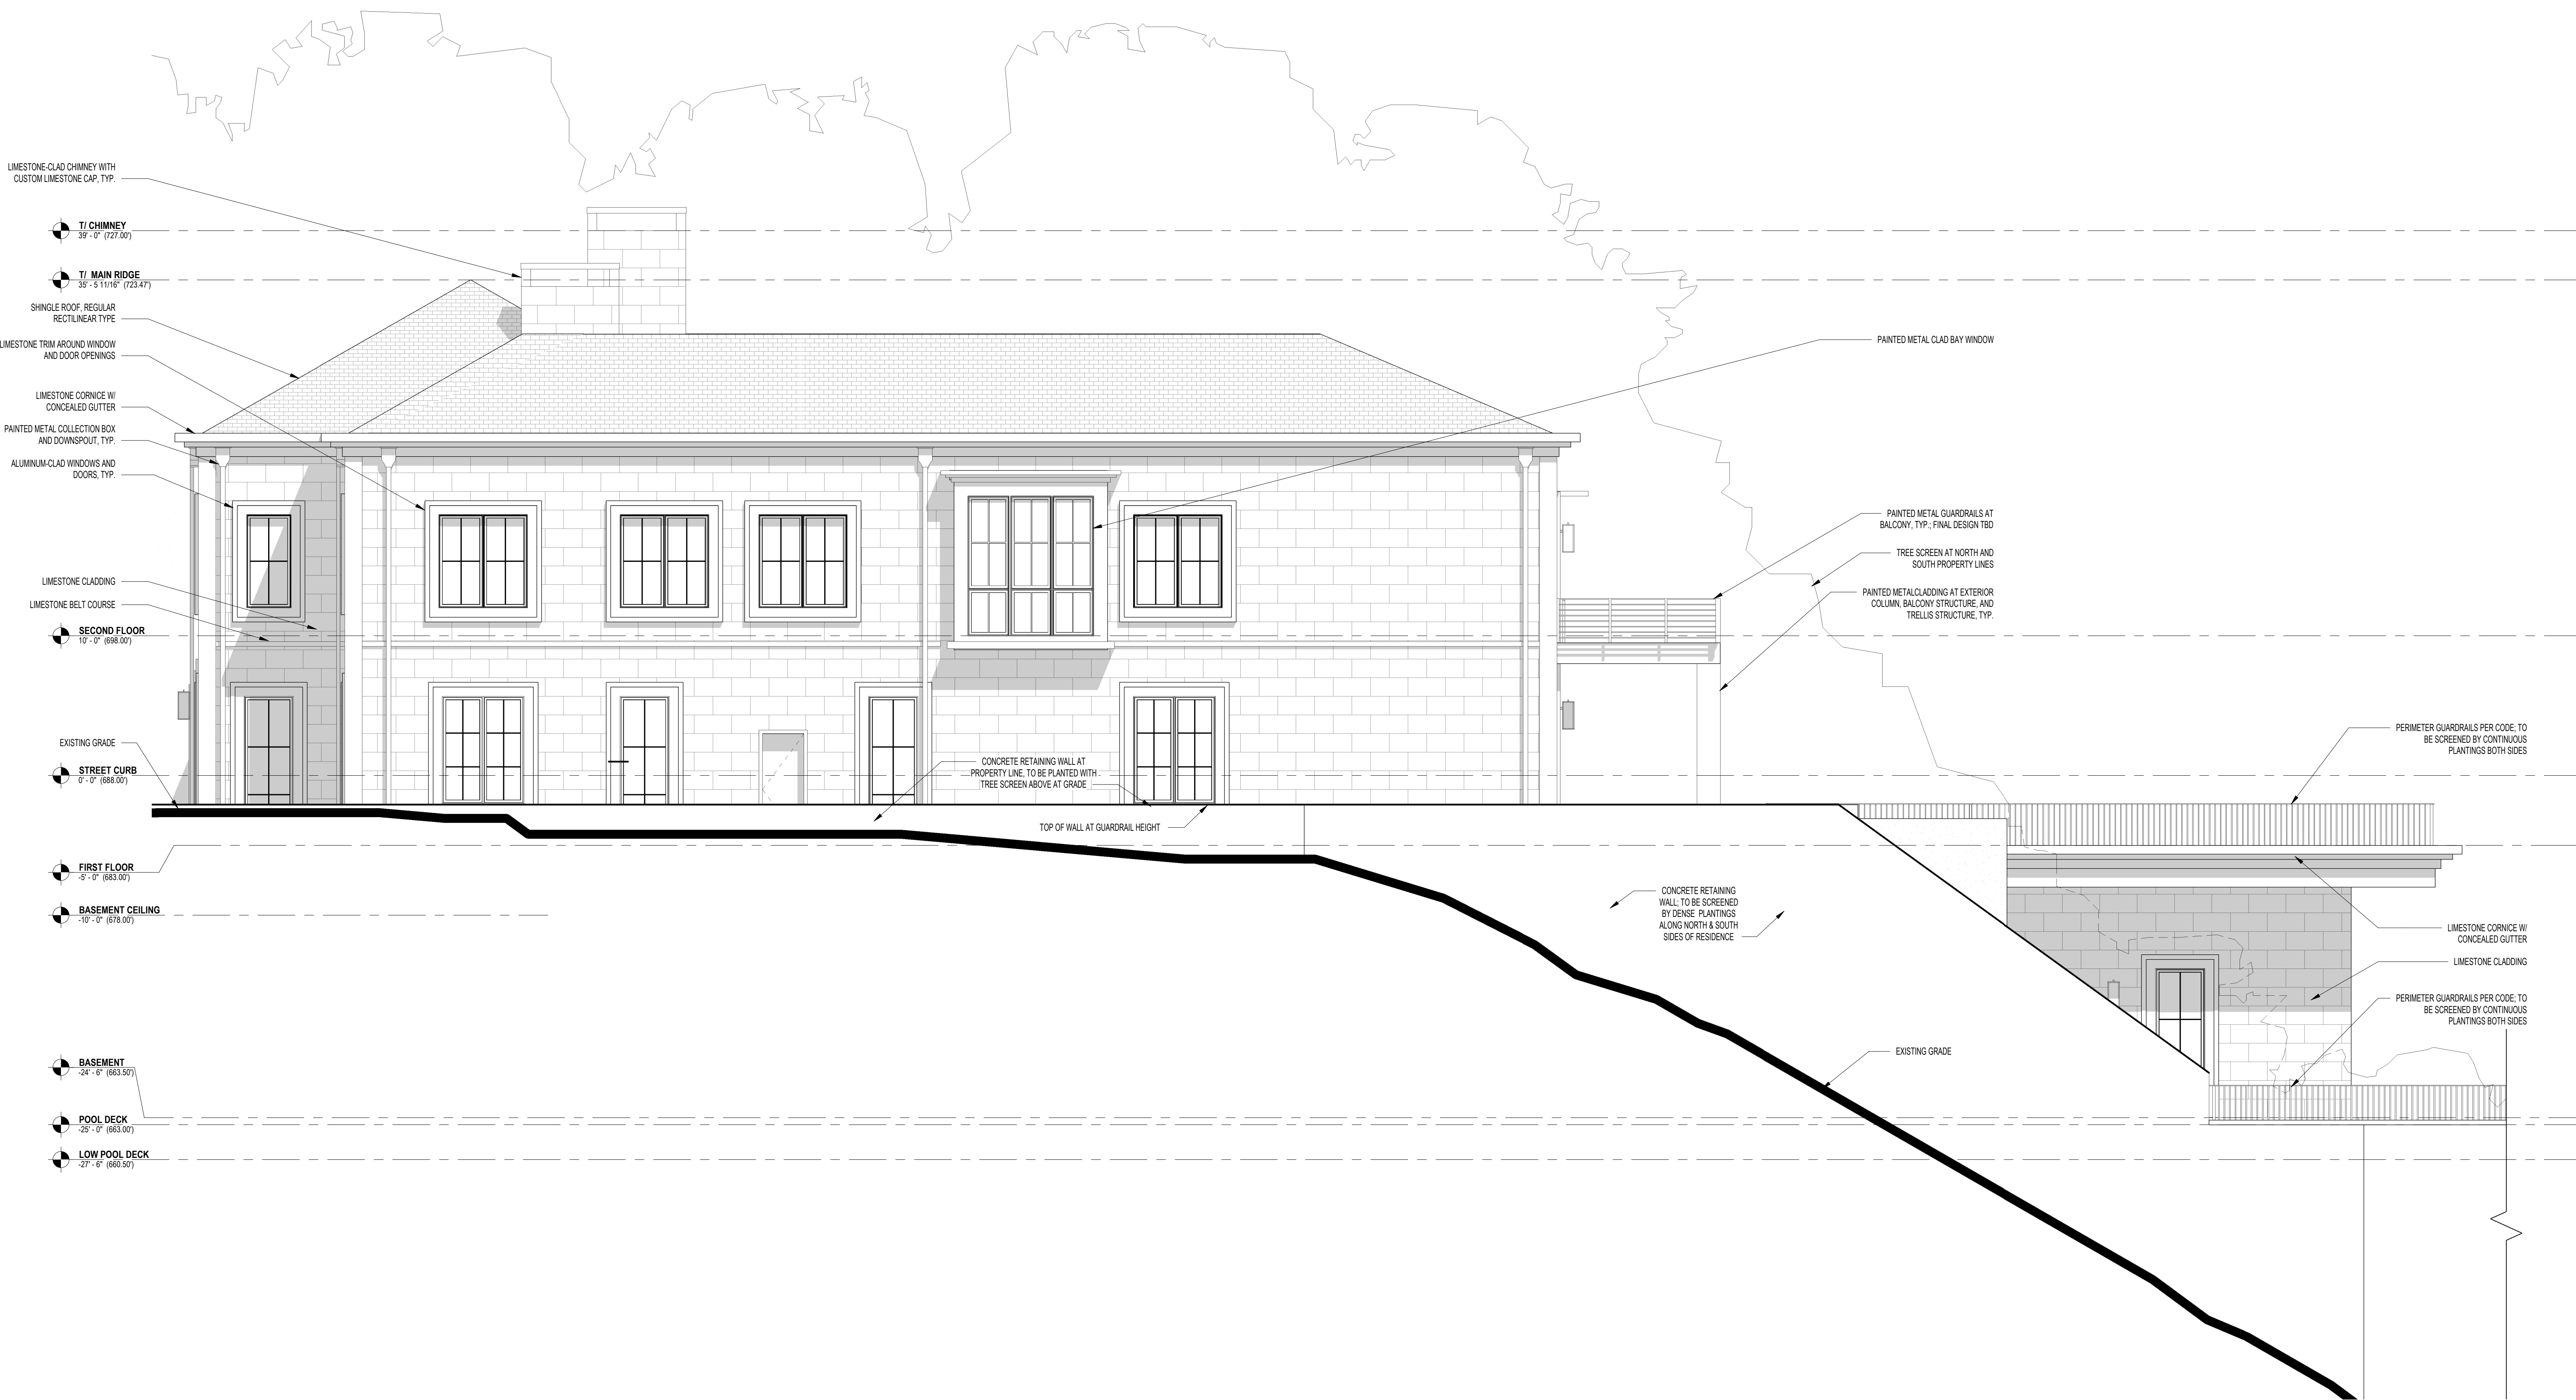 LIMESTONE-CLAD CHIMNEY WITH
CUSTOM LIMESTONE CAP, TYP.
T/ CHIMNEY
39' - 0" (727.00')
T/ MAIN RIDGE
35' - 5 11/16" (723.47')
SHINGLE ROOF, REGULAR
RECTILINEAR TYPE
LIMESTONE TRIM AROUND WINDOW
AND DOOR OPENINGS
LIMESTONE CORNICE W/
CONCEALED GUTTER
PAINTED METAL COLLECTION BOX
AND DOWNSPOUT, TYP.
ALUMINUM-CLAD WINDOWS AND
DOORS, TYP.
LIMESTONE CLADDING
LIMESTONE BELT COURSE
SECOND FLOOR
10' - 0" (698.00')
EXISTING GRADE
STREET CURB
0' - 0" (688.00')
FIRST FLOOR
-5' - 0" (683.00')
BASEMENT CEILING
-10' - 0" (678.00')
BASEMENT
-24' - 6" (663.50')
POOL DECK
-25' - 0" (663.00')
LOW POOL DECK
-27' - 6" (660.50')
CONCRETE RETAINING WALL AT
PROPERTY LINE, TO BE PLANTED WITH
TREE SCREEN ABOVE AT GRADE
TOP OF WALL AT GUARDRAIL HEIGHT
PAINTED METAL CLAD BAY WINDOW
PAINTED METAL GUARDRAILS AT
BALCONY, TYP.; FINAL DESIGN TBD
TREE SCREEN AT NORTH AND
SOUTH PROPERTY LINES
PAINTED METALCLADDING AT EXTERIOR
COLUMN, BALCONY STRUCTURE, AND
TRELLIS STRUCTURE, TYP.
CONCRETE RETAINING
WALL; TO BE SCREENED
BY DENSE PLANTINGS
ALONG NORTH & SOUTH
SIDES OF RESIDENCE
EXISTING GRADE
PERIMETER GUARDRAILS PER CODE; TO
BE SCREENED BY CONTINUOUS
PLANTINGS BOTH SIDES
LIMESTONE CORNICE W/
CONCEALED GUTTER
LIMESTONE CLADDING
PERIMETER GUARDRAILS PER CODE; TO
BE SCREENED BY CONTINUOUS
PLANTINGS BOTH SIDES